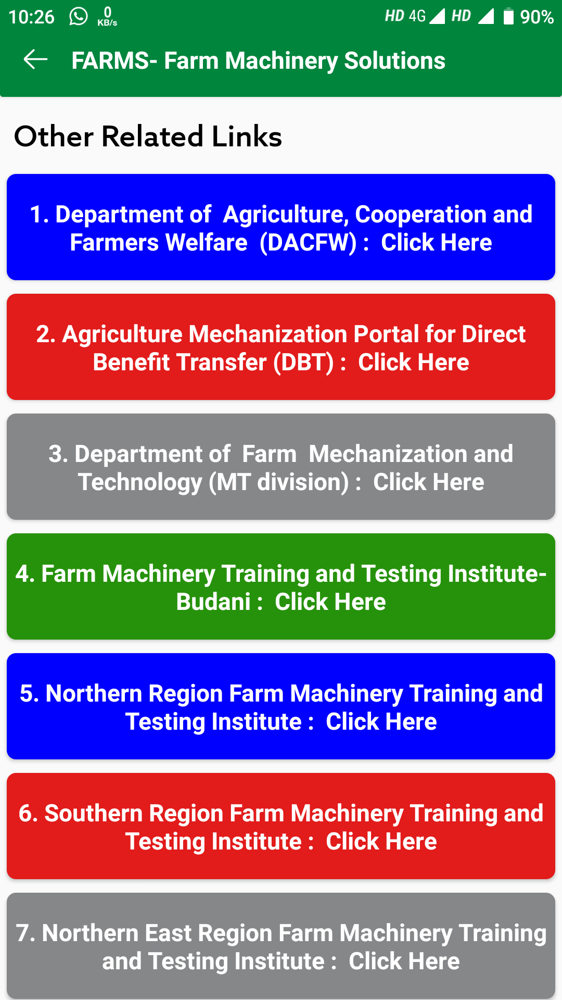 10:26 0 KB/s HD 4G HD 90%
FARMS- Farm Machinery Solutions
Other Related Links
1. Department of  Agriculture, Cooperation and
Farmers Welfare  (DACFW) :  Click Here
2. Agriculture Mechanization Portal for Direct
Benefit Transfer (DBT) :  Click Here
3. Department of  Farm  Mechanization and
Technology (MT division) :  Click Here
4. Farm Machinery Training and Testing Institute-
Budani :  Click Here
5. Northern Region Farm Machinery Training and
Testing Institute :  Click Here
6. Southern Region Farm Machinery Training and
Testing Institute :  Click Here
7. Northern East Region Farm Machinery Training
and Testing Institute :  Click Here